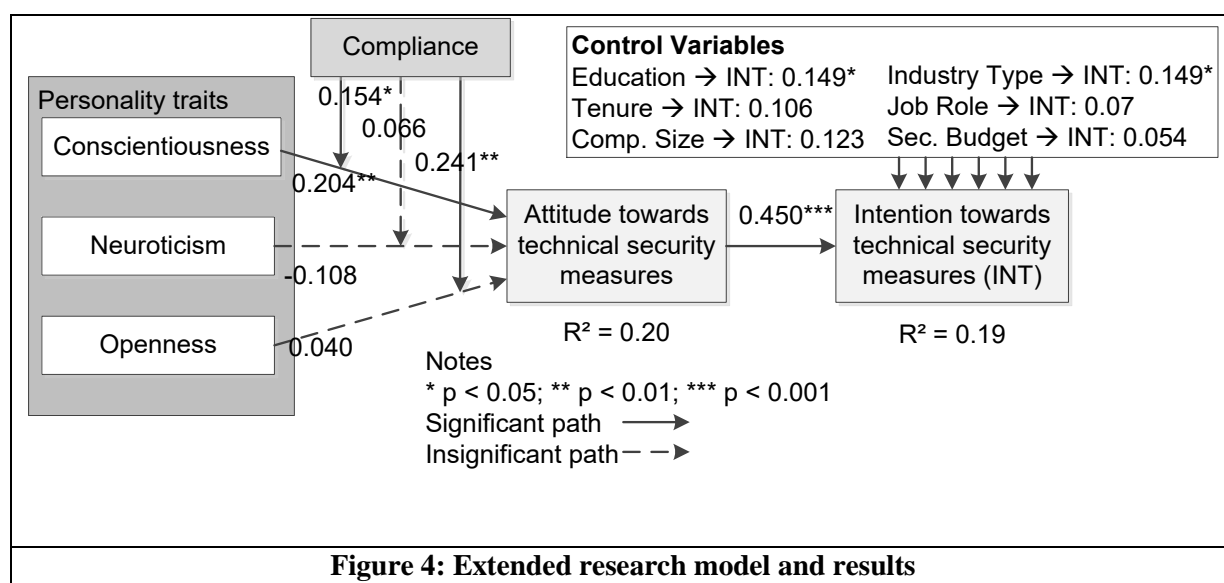 Compliance
Control Variables
Education → INT: 0.149*
Tenure → INT: 0.106
Comp. Size → INT: 0.123
Industry Type → INT: 0.149*
Job Role → INT: 0.07
Sec. Budget → INT: 0.054
Personality traits
Conscientiousness
Neuroticism
Openness
0.154*
0.066
0.241**
0.204**
-0.108
0.040
Attitude towards
technical security
measures
R² = 0.20
0.450***
Intention towards
technical security
measures (INT)
R² = 0.19
Notes
* p < 0.05; ** p < 0.01; *** p < 0.001
Significant path
Insignificant path
Figure 4: Extended research model and results